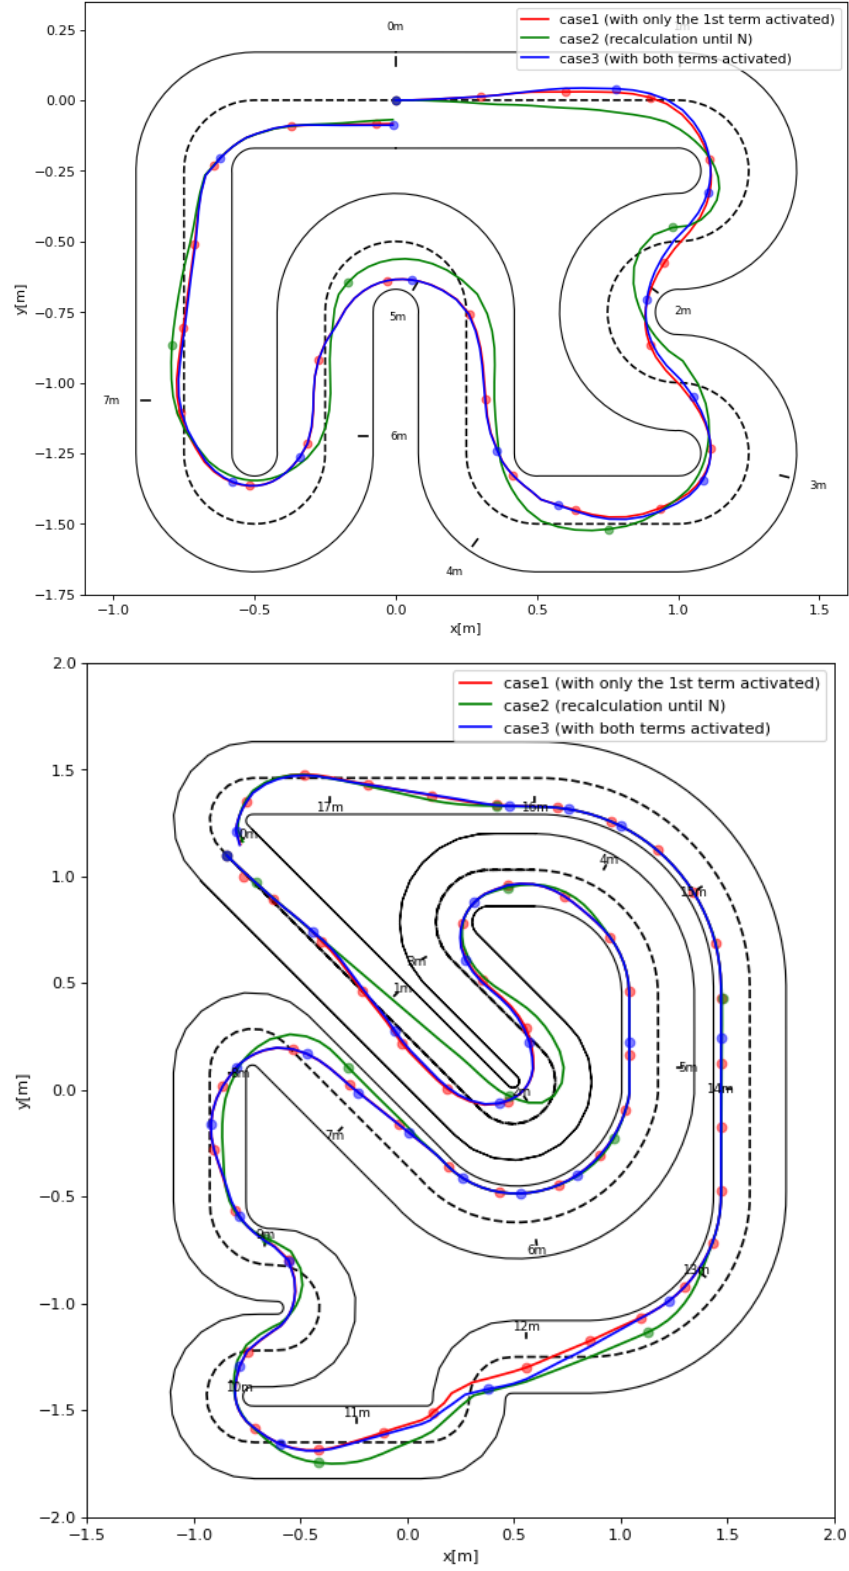 0m
case1 (with only the 1st term activated)
case2 (recalculation until N)
case3 (with both terms activated)
0.25
0.00
−0.25
−0.50
−0.75
−1.00
−1.25
−1.50
−1.75
y[m]
2m
5m
7m
6m
3m
4m
−1.0
−0.5
0.0
0.5
1.0
1.5
x[m]
case1 (with only the 1st term activated)
case2 (recalculation until N)
case3 (with both terms activated)
2.0
1.5
1.0
0.5
0.0
−0.5
−1.0
−1.5
−2.0
y[m]
17m
16m
0m
4m
15m
3m
1m
5m
14m
2m
8m
7m
9m
6m
13m
12m
10m
11m
−1.5
−1.0
−0.5
0.0
0.5
1.0
1.5
2.0
x[m]